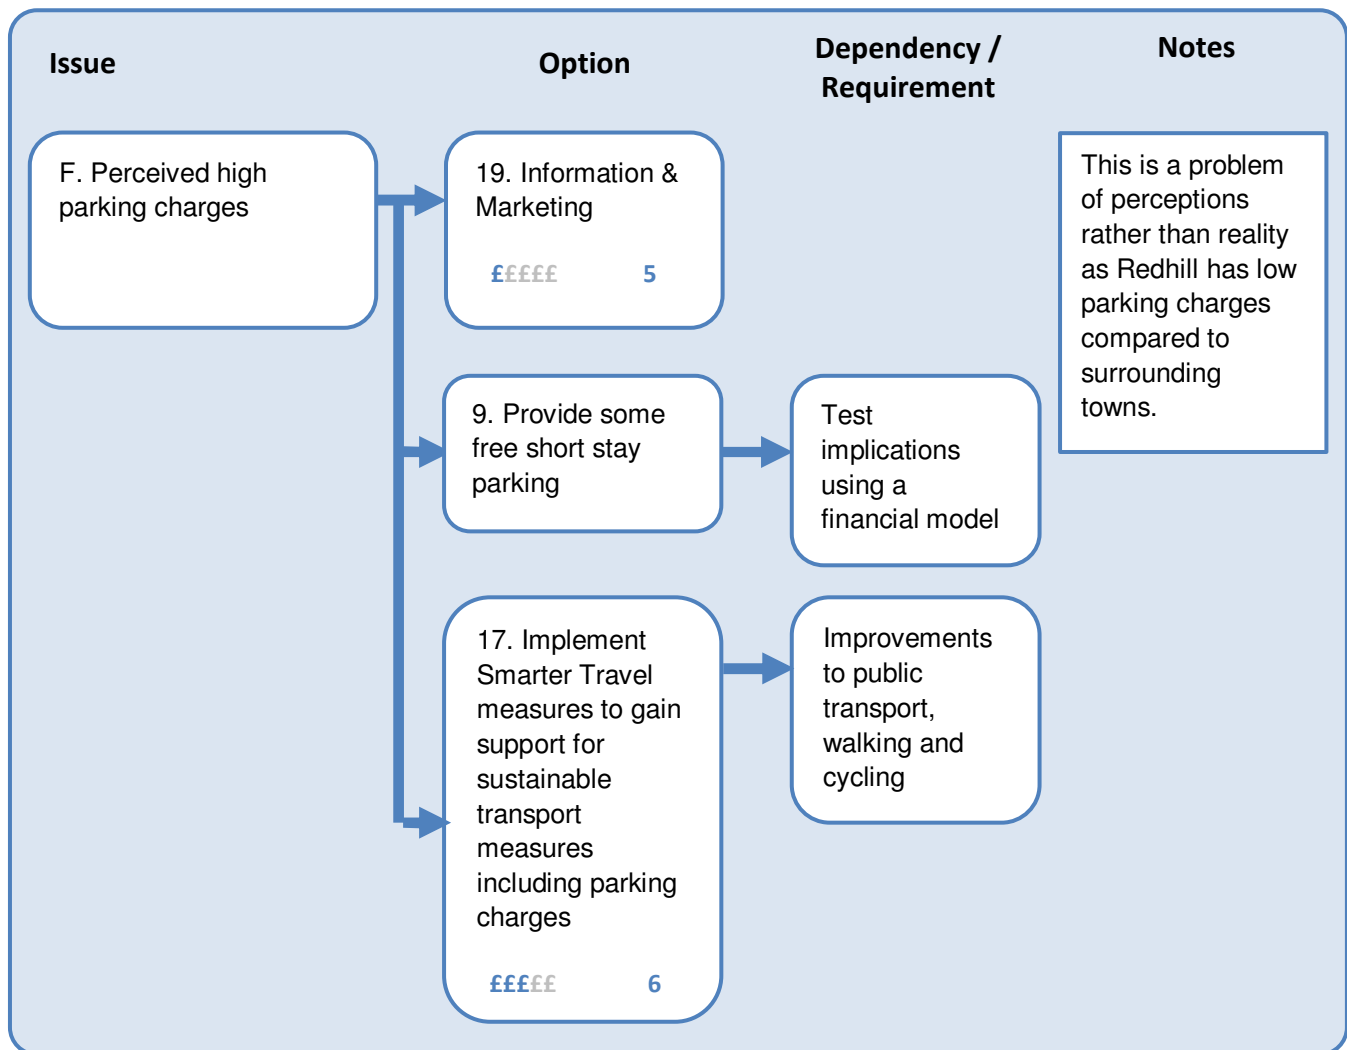 Issue
Option
Dependency /
Requirement
Notes
F. Perceived high
parking charges
19. Information &
Marketing
£££££ 5
This is a problem
of perceptions
rather than reality
as Redhill has low
parking charges
compared to
surrounding
towns.
9. Provide some
free short stay
parking
Test
implications
using a
financial model
17. Implement
Smarter Travel
measures to gain
support for
sustainable
transport
measures
including parking
charges
£££££ 6
Improvements
to public
transport,
walking and
cycling